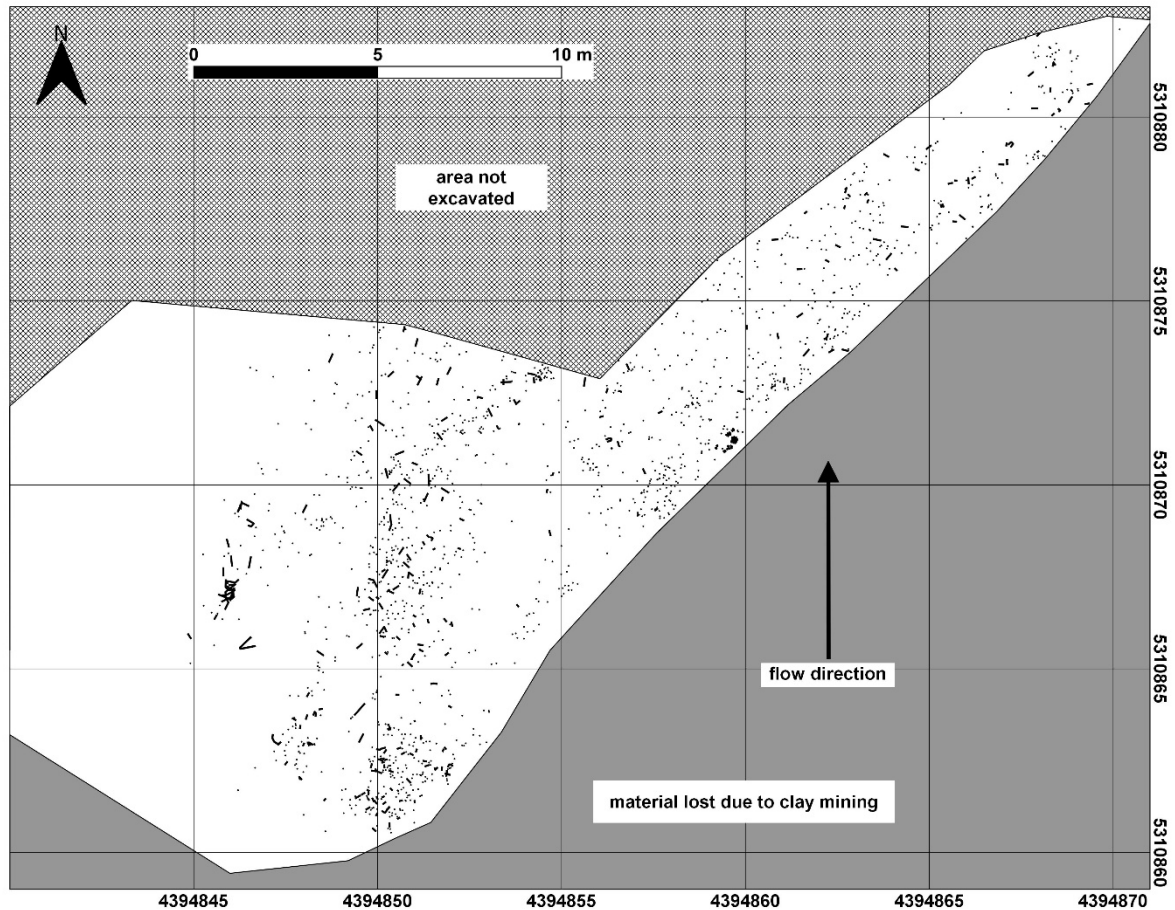 N
0 5 10 m
area not
excavated
flow direction
material lost due to clay mining
5310880
5310875
5310870
5310865
5310860
4394845 4394850 4394855 4394860 4394865 4394870